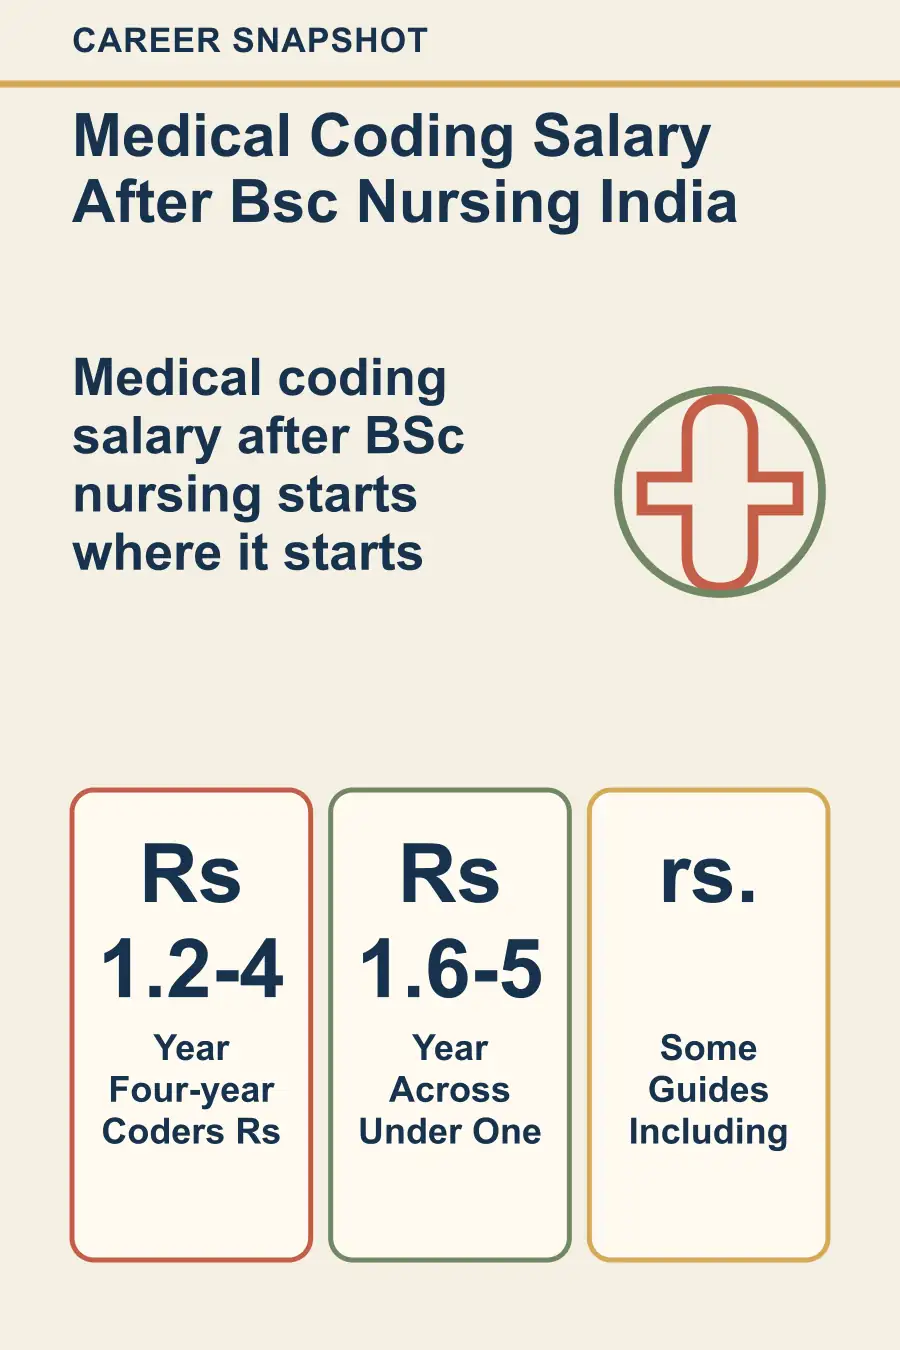 CAREER SNAPSHOT
Medical Coding Salary
After Bsc Nursing India
Medical coding
salary after BSc
nursing starts
where it starts
Rs
1.2-4
Year
Four-year
Coders Rs
Rs
1.6-5
Year
Across
Under One
rs.
Some
Guides
Including